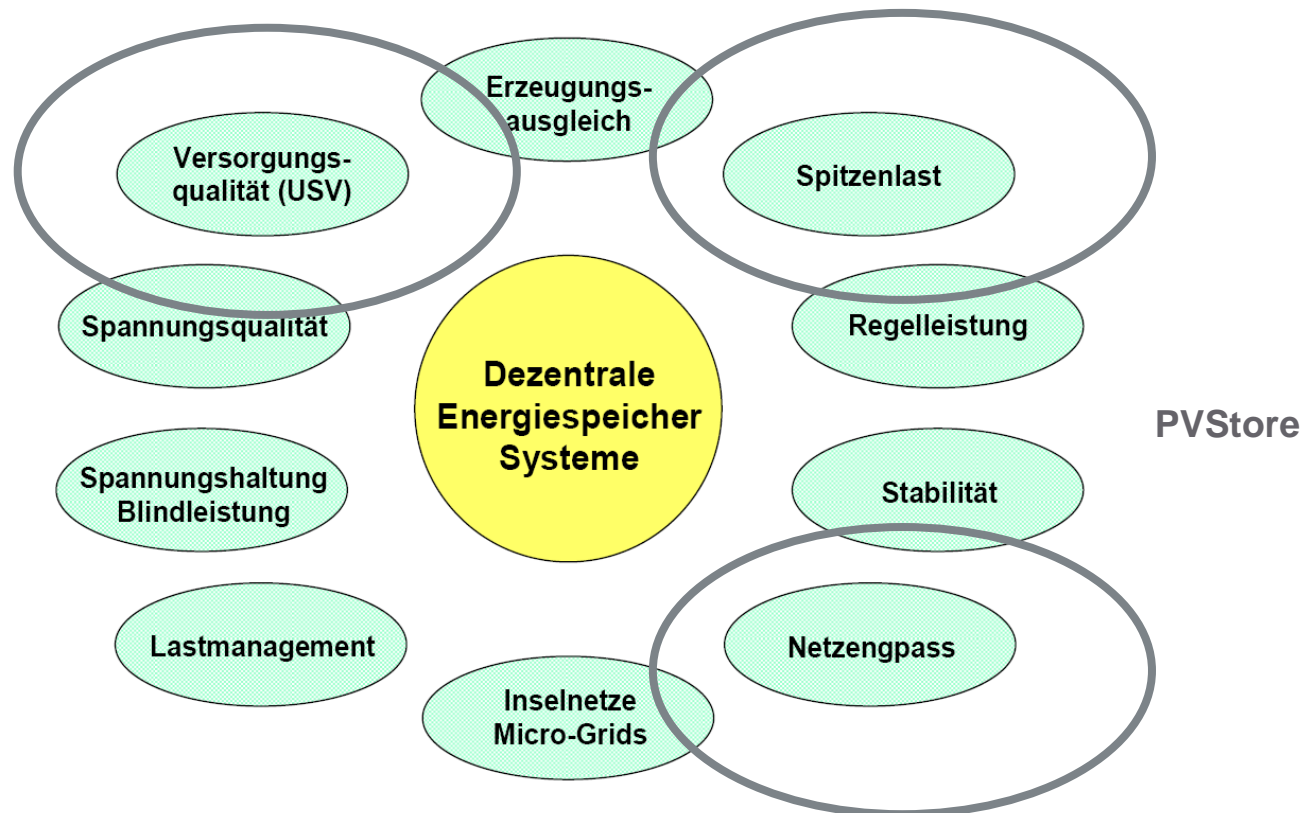 Erzeugungs-
ausgleich
Versorgungs-
qualität (USV)
Spitzenlast
Spannungsqualität
Regelleistung
Dezentrale
Energiespeicher
Systeme
PVStore
Spannungshaltung
Blindleistung
Stabilität
Lastmanagement
Netzengpass
Inselnetze
Micro-Grids